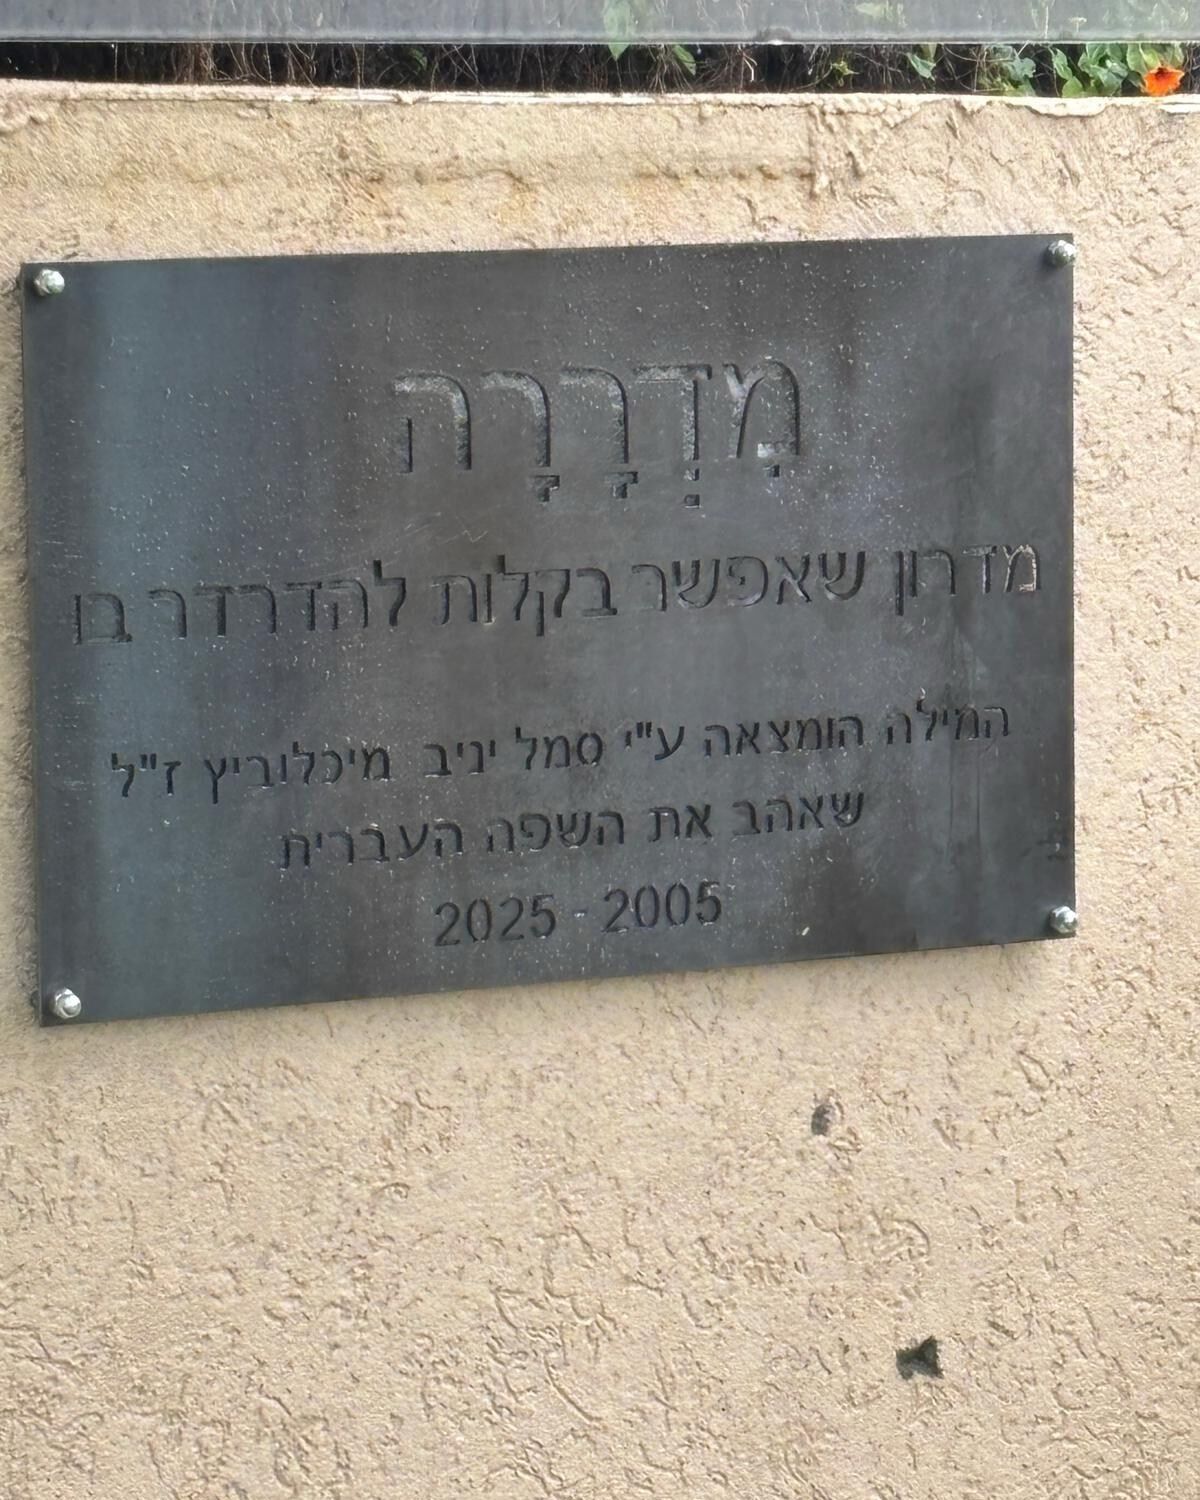 מִדְרָרָה
מדרון שאפשר בקלות להדרדר בו
המילה הומצאה ע"י סמל יניב מיכלוביץ ז"ל
שאהב את השפה העברית
2025 - 2005